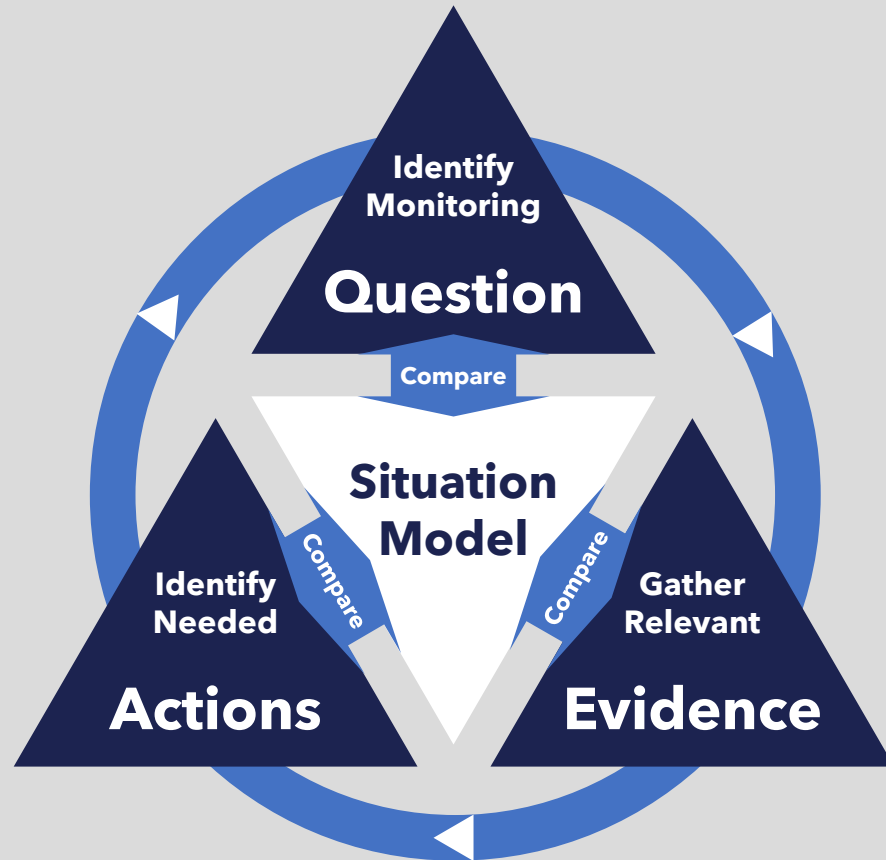 Identify
Monitoring
Question
Compare
Situation
Model
Compare
Compare
Identify
Needed
Actions
Gather
Relevant
Evidence